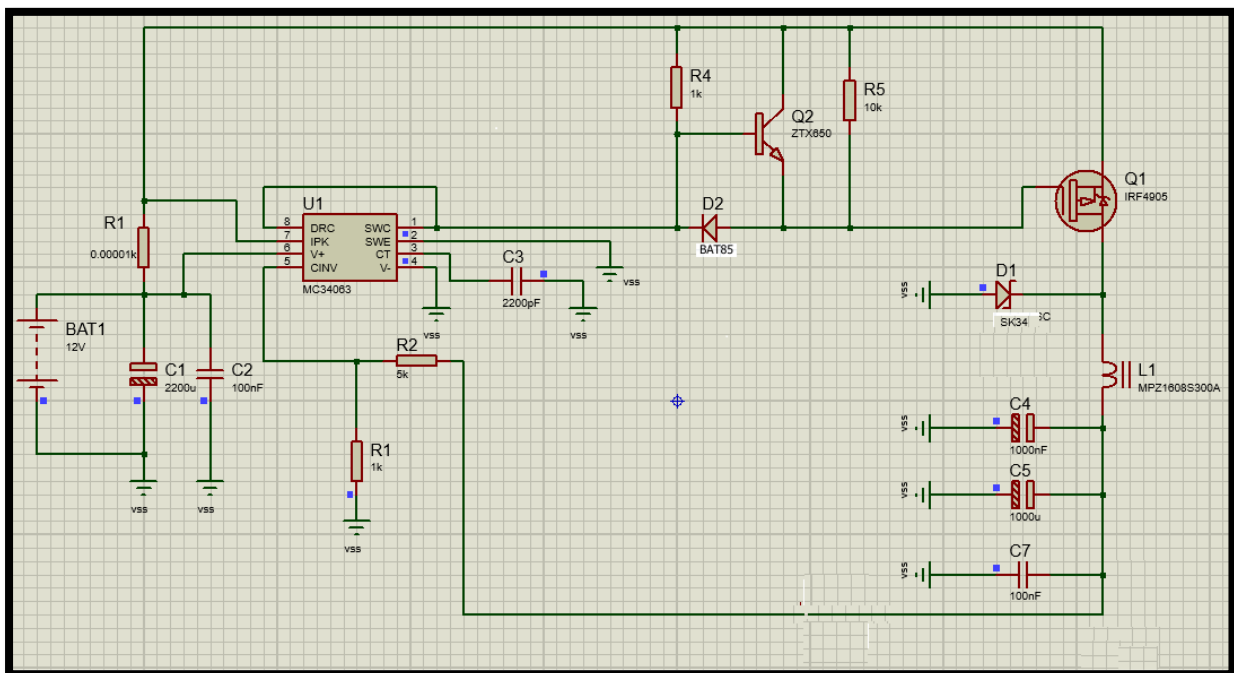 R4
1k
Q2
ZTX650
R5
10k
Q1
IRF4905
R1
0.00001k
U1
8 DRC SWC 1
7 IPK SWE 2
6 V+ CT 3
5 CINV V- 4
MC34063
D2
BAT85
C3
2200pF
vss
vss
vss
D1
SK34
vss
BAT1
12V
C1
2200u
C2
100nF
R2
5k
L1
MPZ1608S300A
C4
1000nF
vss
R1
1k
C5
1000u
vss
vss
vss
vss
C7
100nF
vss